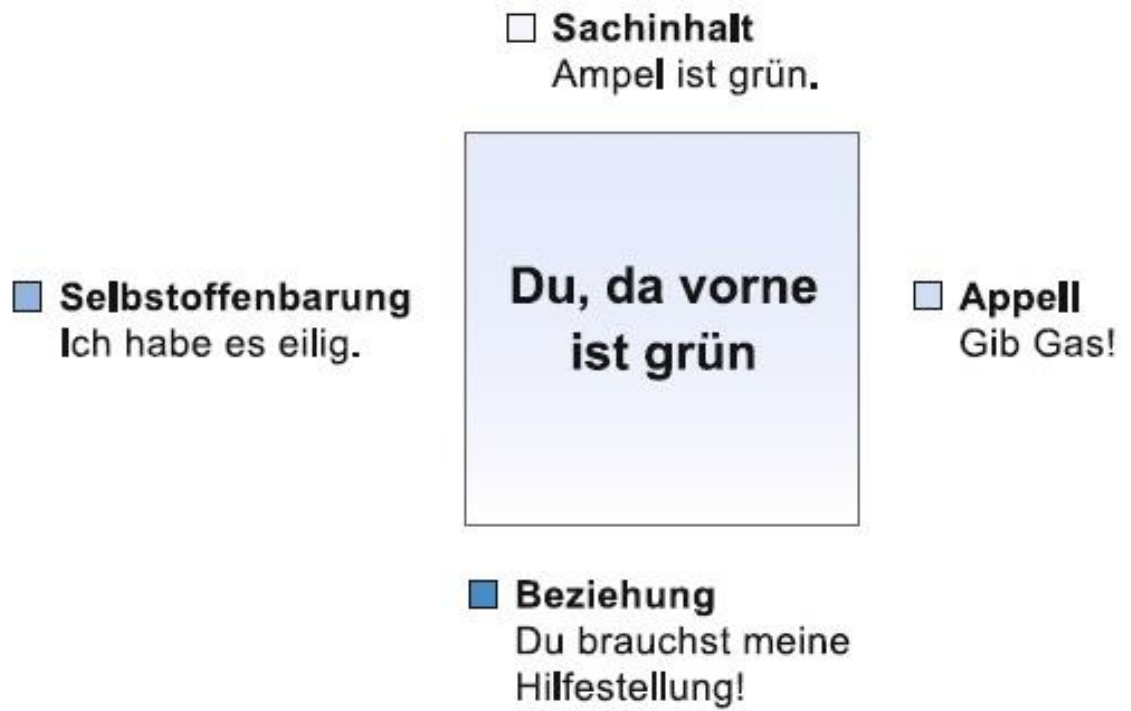 Sachinhalt
Ampel ist grün.
Selbstoffenbarung
Ich habe es eilig.
Du, da vorne
ist grün
Appell
Gib Gas!
Beziehung
Du brauchst meine
Hilfestellung!